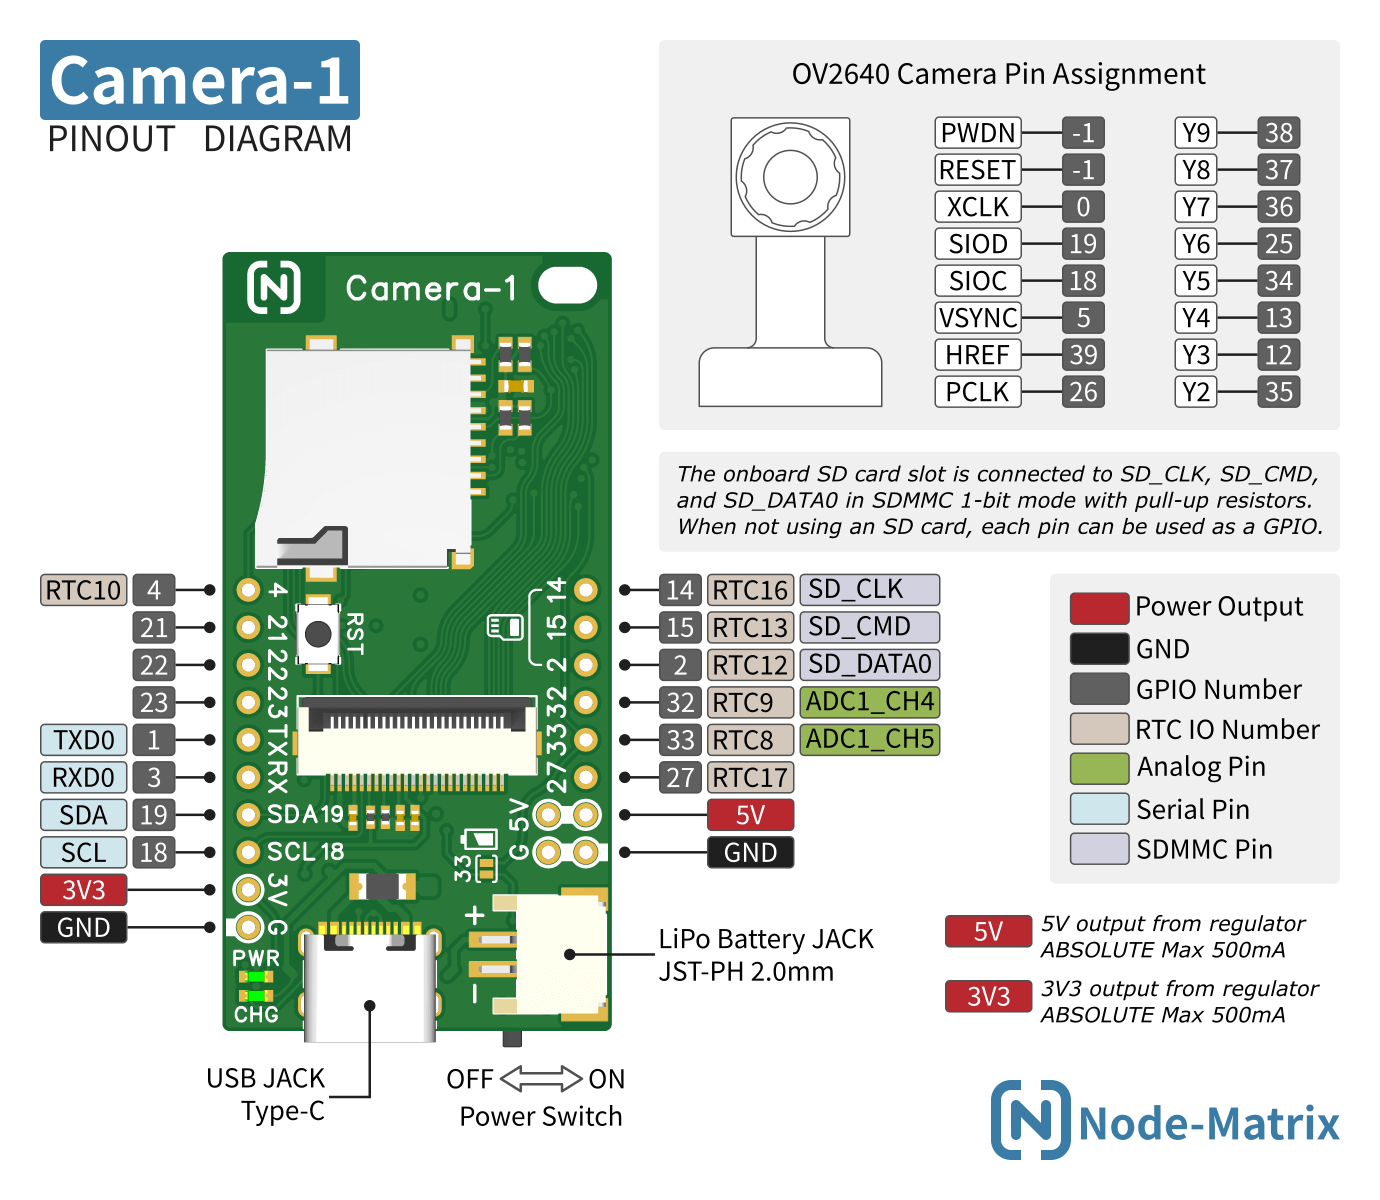 Camera-1
PINOUT DIAGRAM
OV2640 Camera Pin Assignment
PWDN -1 Y9 38
RESET -1 Y8 37
XCLK 0 Y7 36
SIOD 19 Y6 25
SIOC 18 Y5 34
VSYNC 5 Y4 13
HREF 39 Y3 12
PCLK 26 Y2 35
The onboard SD card slot is connected to SD_CLK, SD_CMD,
and SD_DATA0 in SDMMC 1-bit mode with pull-up resistors.
When not using an SD card, each pin can be used as a GPIO.
N Camera-1
RTC10 4
21
22
23
TXD0 1
RXD0 3
SDA 19
SCL 18
3V3
GND
4
21
22
23
TX
RX
SDA19
SCL18
3V
G
RST
PWR
CHG
14
15
2
32
33
27
5V
G
33
+
-
14 RTC16 SD_CLK
15 RTC13 SD_CMD
2 RTC12 SD_DATA0
32 RTC9 ADC1_CH4
33 RTC8 ADC1_CH5
27 RTC17
5V
GND
Power Output
GND
GPIO Number
RTC IO Number
Analog Pin
Serial Pin
SDMMC Pin
LiPo Battery JACK
JST-PH 2.0mm
5V 5V output from regulator
ABSOLUTE Max 500mA
3V3 3V3 output from regulator
ABSOLUTE Max 500mA
USB JACK
Type-C
OFF ON
Power Switch
N Node-Matrix